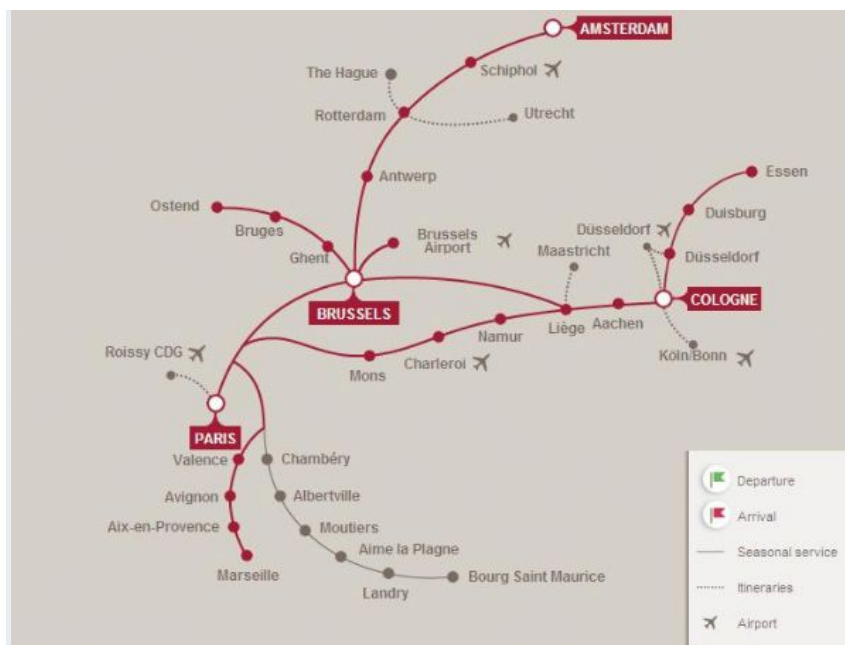 AMSTERDAM
Schiphol
The Hague
Rotterdam
Utrecht
Antwerp
Essen
Ostend
Bruges
Ghent
Brussels
Airport
Duisburg
Düsseldorf
Maastricht
Düsseldorf
BRUSSELS
COLOGNE
Liège
Aachen
Namur
Roissy CDG
Mons
Charleroi
Köln/Bonn
PARIS
Valence
Chambéry
Avignon
Albertville
Aix-en-Provence
Moutiers
Aime la Plagne
Marseille
Landry
Bourg Saint Maurice
Departure
Arrival
Seasonal service
Itineraries
Airport